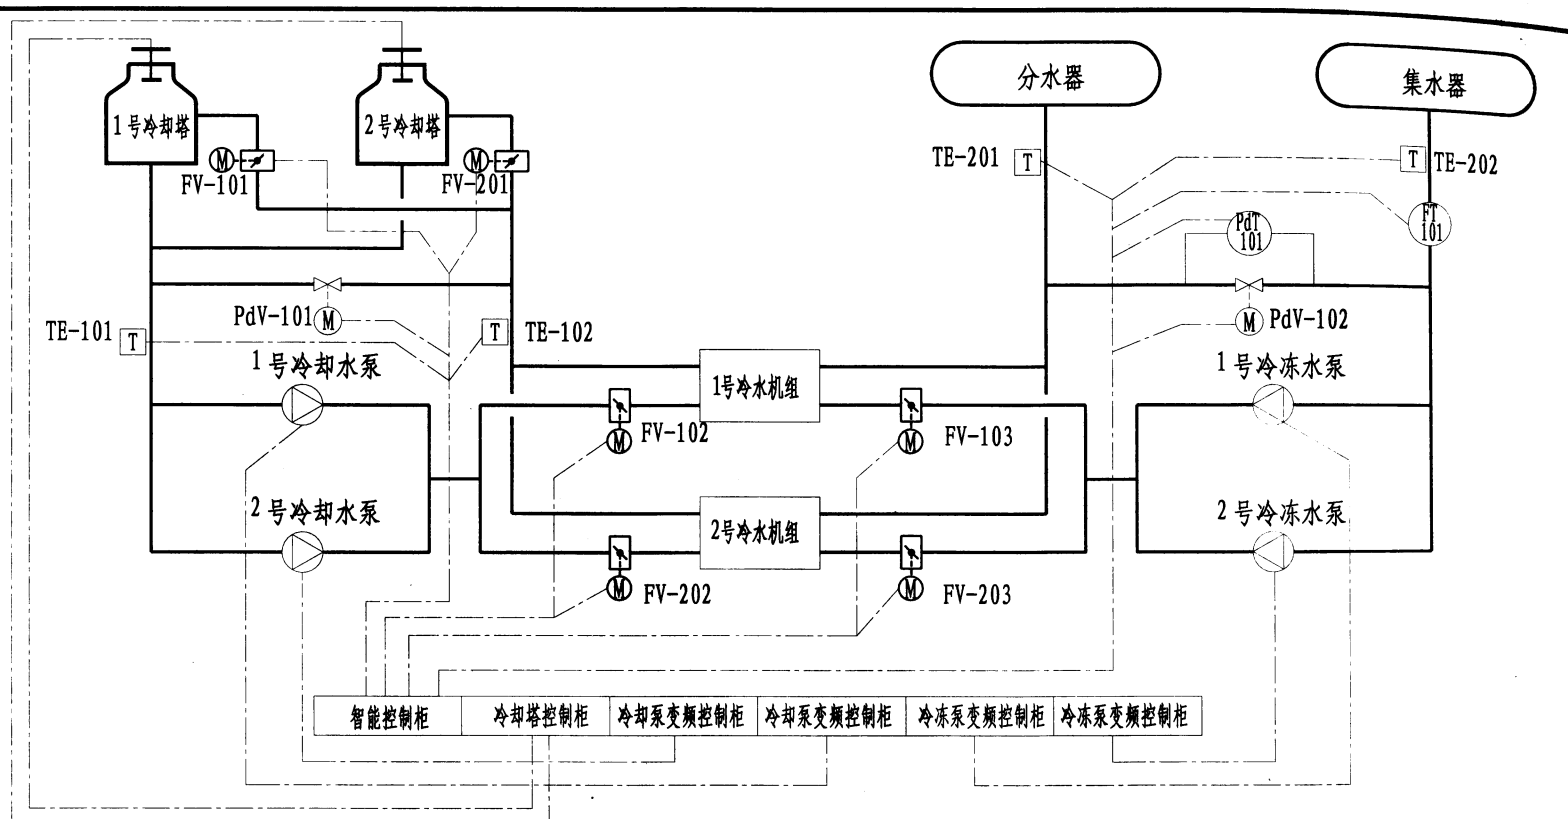 分水器
集水器
1号冷却塔
2号冷却塔
M
FV-101
M
FV-201
TE-201
T
T
TE-202
FT
101
PdT
101
PdV-101
M
M
PdV-102
TE-101
T
T
TE-102
1号冷却水泵
1号冷水机组
1号冷冻水泵
M
FV-102
M
FV-103
2号冷却水泵
2号冷水机组
2号冷冻水泵
M
FV-202
M
FV-203
智能控制柜
冷却塔控制柜
冷却泵变频控制柜
冷却泵变频控制柜
冷冻泵变频控制柜
冷冻泵变频控制柜